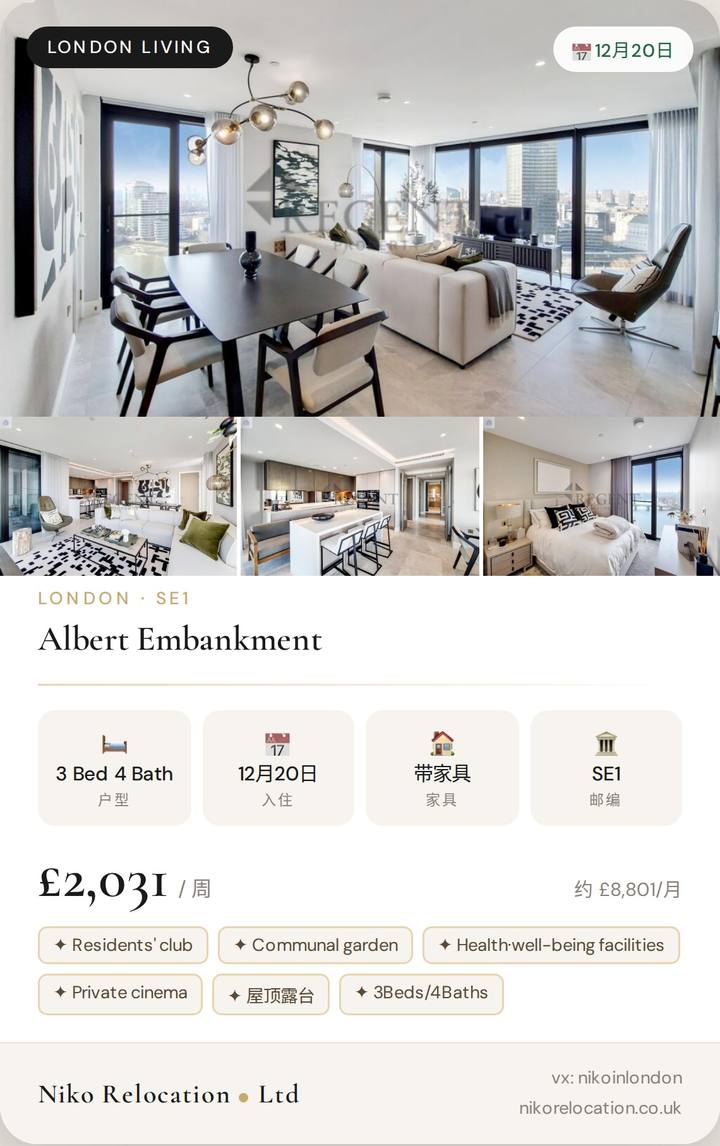 LONDON LIVING
12月20日
REGENT
LONDON · SE1
Albert Embankment
3 Bed 4 Bath
户型
17
12月20日
入住
带家具
家具
SE1
邮编
£2,031 / 周
约 £8,801/月
✦ Residents' club
✦ Communal garden
✦ Health·well-being facilities
✦ Private cinema
✦ 屋顶露台
✦ 3Beds/4Baths
Niko Relocation • Ltd
vx: nikoinlondon
nikorelocation.co.uk